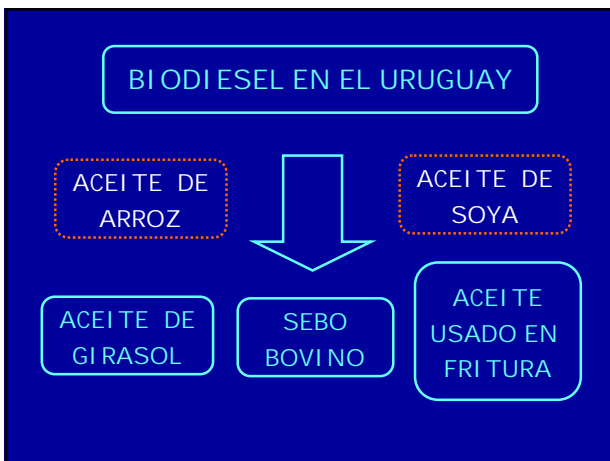 BIODIESEL EN EL URUGUAY
ACEITE DE
ARROZ
ACEITE DE
SOYA
ACEITE DE
GIRASOL
SEBO
BOVINO
ACEITE
USADO EN
FRITURA